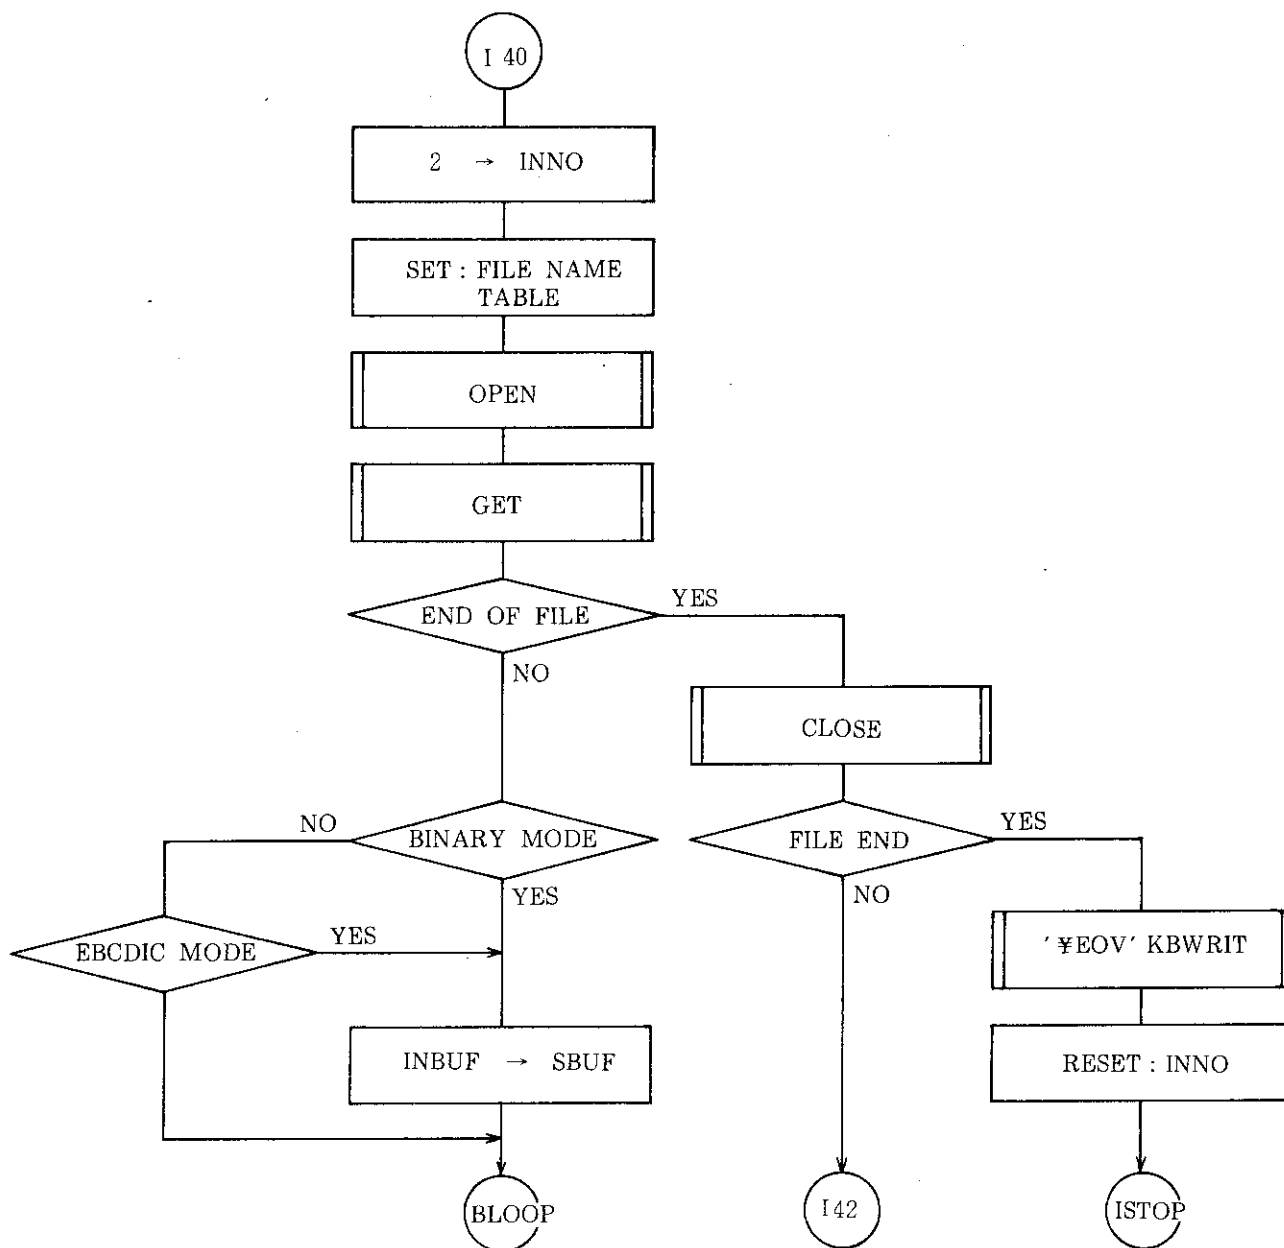 I 40
2 → INNO
SET : FILE NAME
TABLE
OPEN
GET
END OF FILE
YES
NO
CLOSE
NO
BINARY MODE
YES
FILE END
YES
NO
EBCDIC MODE
YES
'¥EOV' KBWRIT
INBUF → SBUF
RESET : INNO
BLOOP
I42
ISTOP